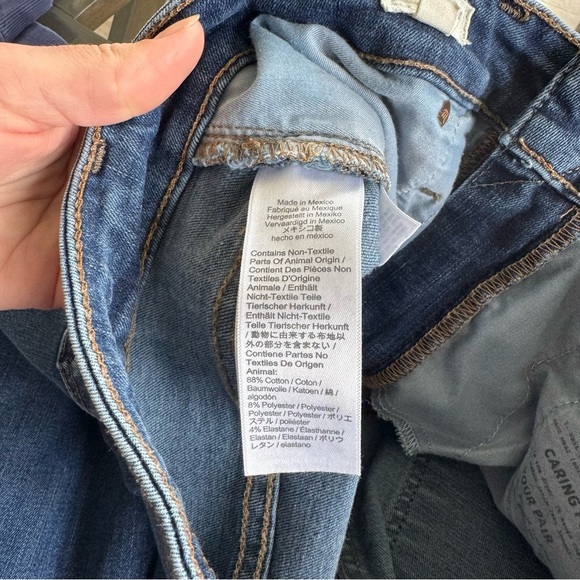 Made in Mexico
Fabriqué au Mexique
Hergestellt in Mexiko
Vervaardigd in Mexico
メキシコ製
hecho en méxico
Contains Non-Textile
Parts Of Animal Origin /
Contient Des Pièces Non
Textiles D'Origine
Animale / Enthält
Nicht-Textile Teile
Tierischer Herkunft /
Enthält Nicht-Textile
Teile Tierischer Herkunft
/ 動物に由来する布地以
外の部分を含まない /
Contiene Partes No
Textiles De Origen
Animal:
88% Cotton / Coton /
Baumwolle / Katoen / 綿 /
algodón
8% Polyester / Polyester /
Polyester / Polyester / ポリエ
ステル / poliéster
4% Elastane / Élasthanne /
Elastan / Elastaan / ポリウ
レタン / elastano
CARING
OUR PAIR